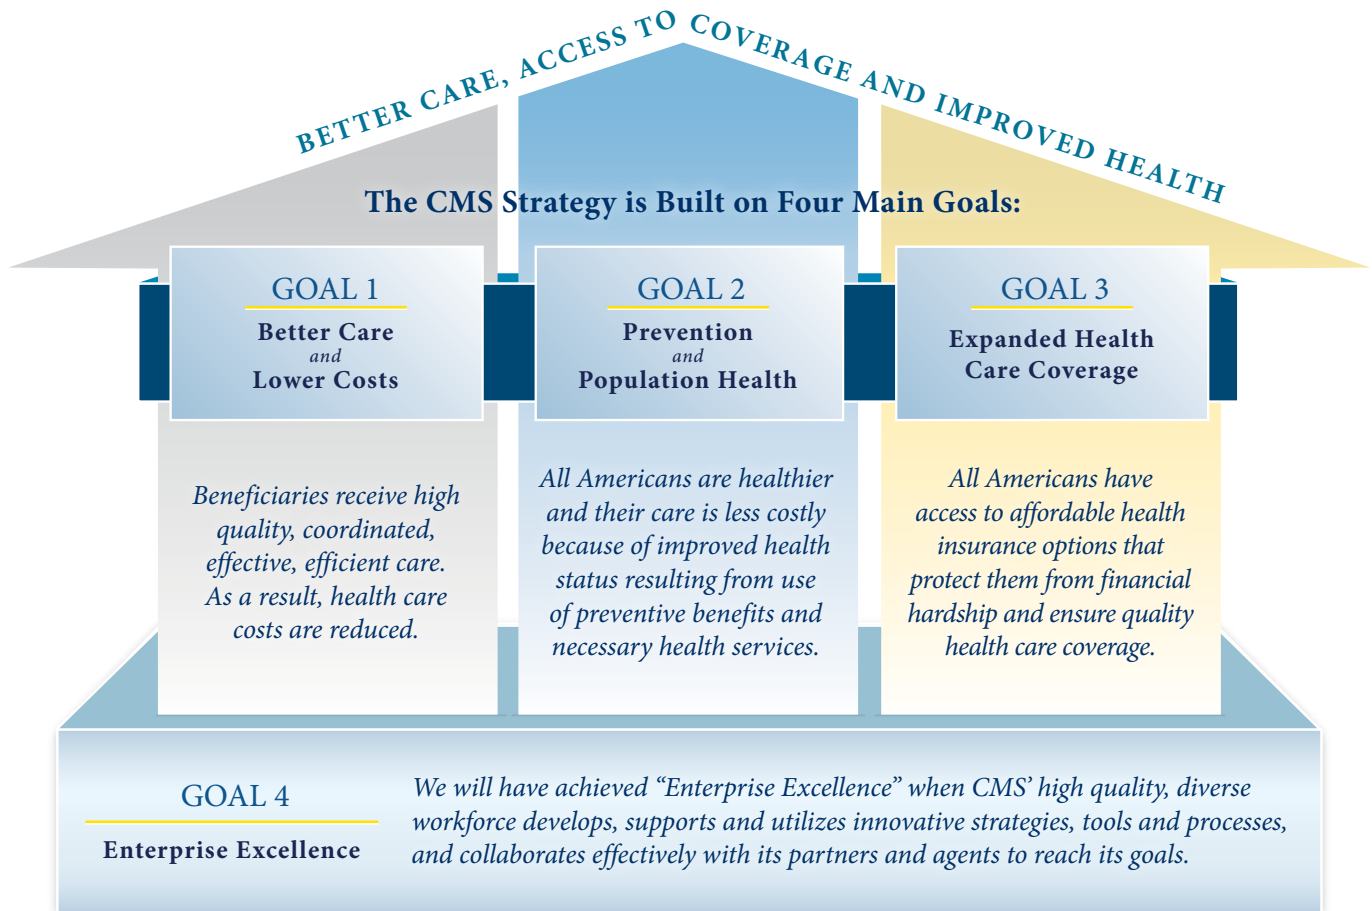 BETTER CARE, ACCESS TO COVERAGE AND IMPROVED HEALTH
The CMS Strategy is Built on Four Main Goals:
GOAL 1
Better Care
and
Lower Costs
Beneficiaries receive high
quality, coordinated,
effective, efficient care.
As a result, health care
costs are reduced.
GOAL 2
Prevention
and
Population Health
All Americans are healthier
and their care is less costly
because of improved health
status resulting from use
of preventive benefits and
necessary health services.
GOAL 3
Expanded Health
Care Coverage
All Americans have
access to affordable health
insurance options that
protect them from financial
hardship and ensure quality
health care coverage.
GOAL 4
Enterprise Excellence
We will have achieved “Enterprise Excellence” when CMS’ high quality, diverse
workforce develops, supports and utilizes innovative strategies, tools and processes,
and collaborates effectively with its partners and agents to reach its goals.